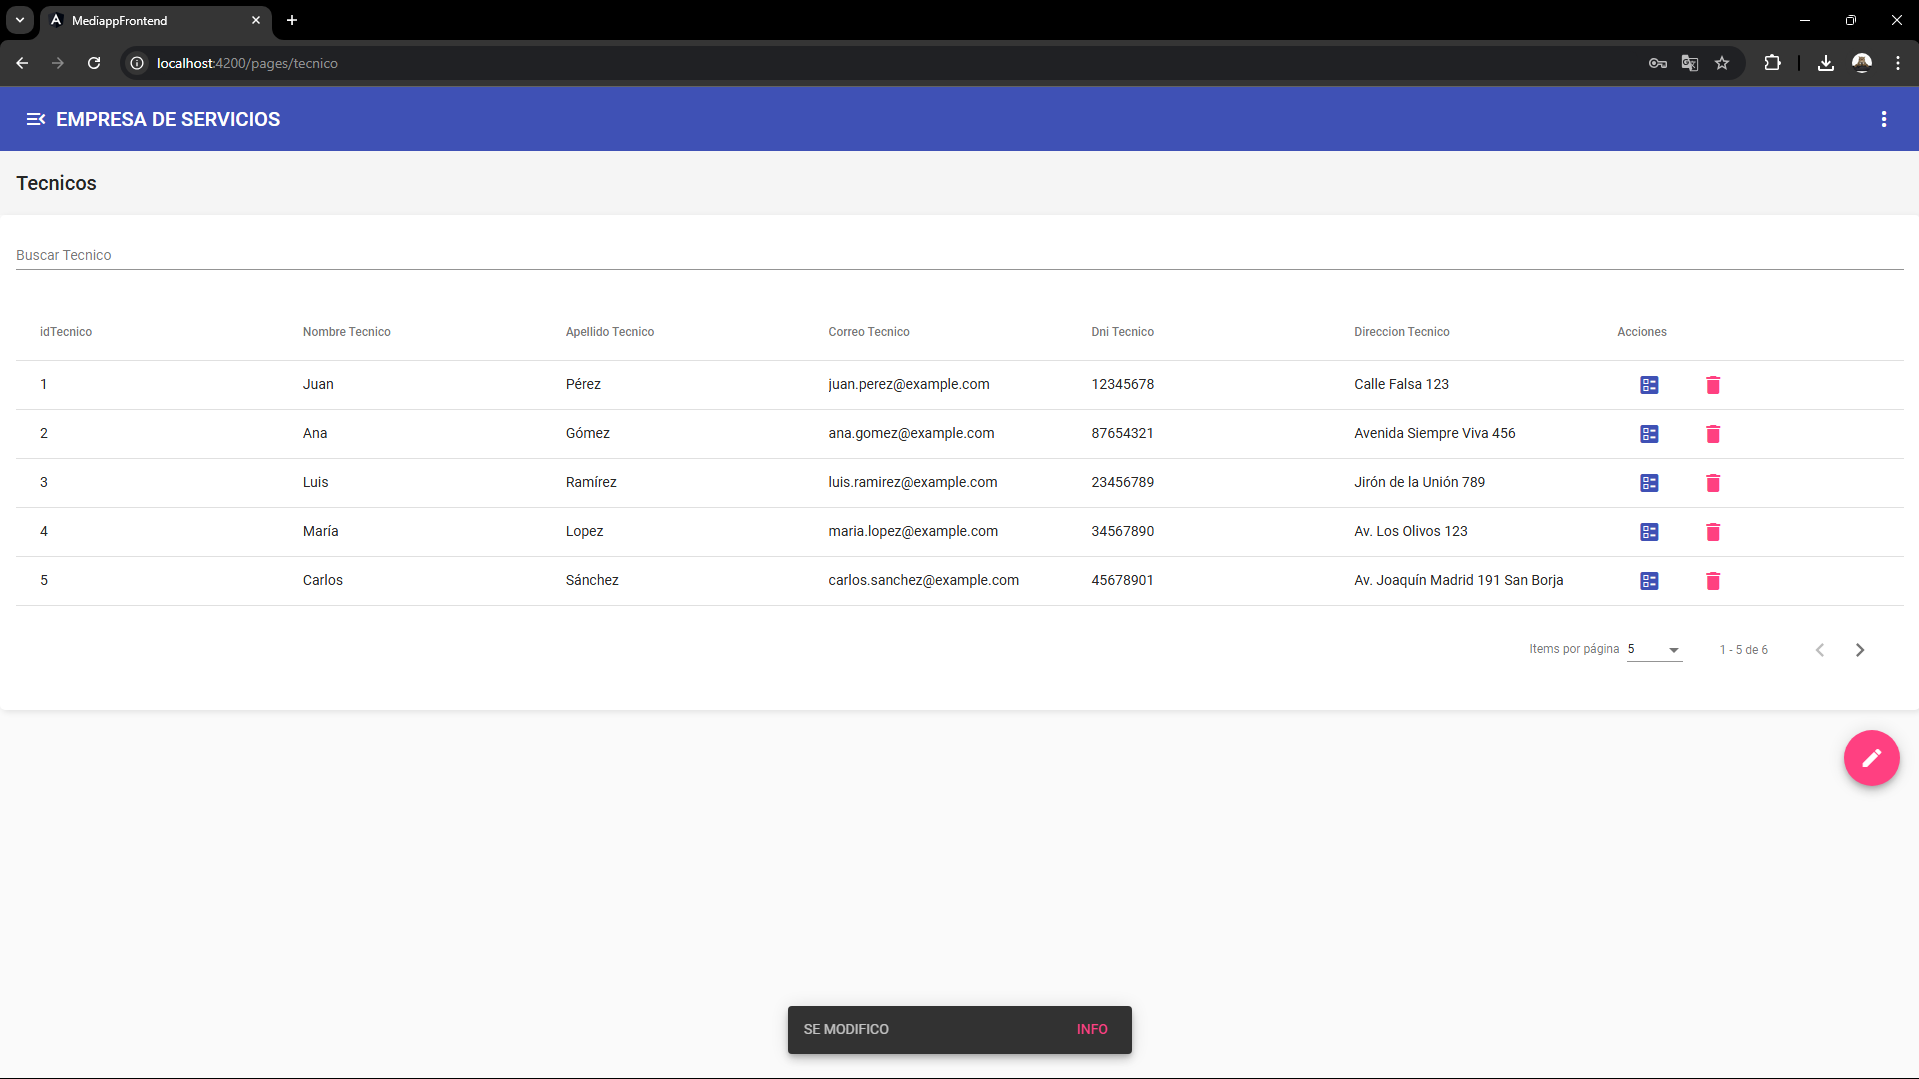 MediappFrontend
localhost:4200/pages/tecnico
EMPRESA DE SERVICIOS
Tecnicos
Buscar Tecnico
idTecnico Nombre Tecnico Apellido Tecnico Correo Tecnico Dni Tecnico Direccion Tecnico Acciones
1 Juan Pérez juan.perez@example.com 12345678 Calle Falsa 123
2 Ana Gómez ana.gomez@example.com 87654321 Avenida Siempre Viva 456
3 Luis Ramírez luis.ramirez@example.com 23456789 Jirón de la Unión 789
4 María Lopez maria.lopez@example.com 34567890 Av. Los Olivos 123
5 Carlos Sánchez carlos.sanchez@example.com 45678901 Av. Joaquín Madrid 191 San Borja
Items por página 5 1 - 5 de 6
SE MODIFICO INFO